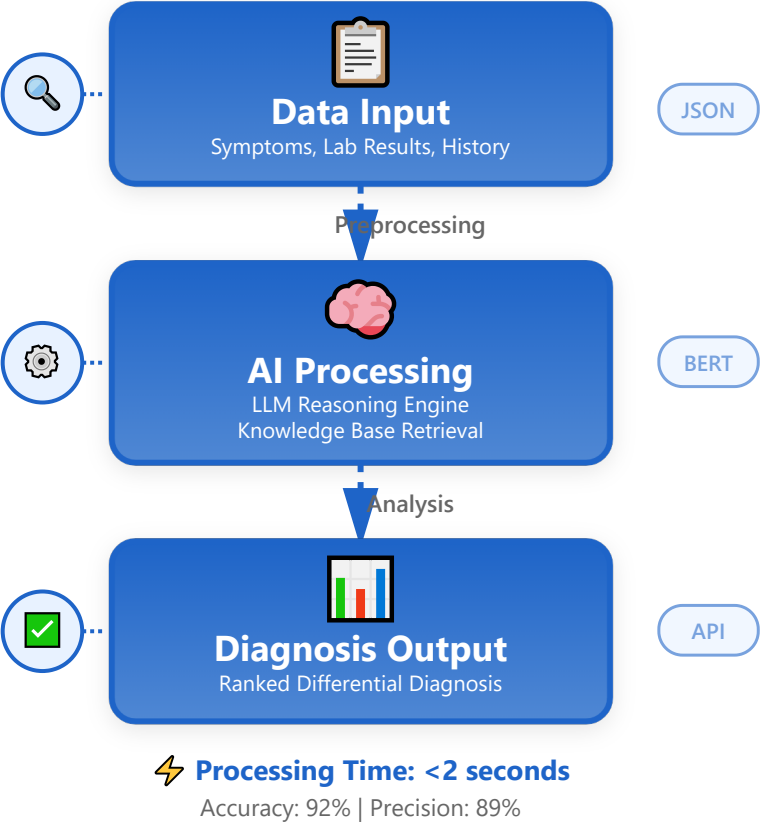 Data Input
Symptoms, Lab Results, History
JSON
Preprocessing
AI Processing
LLM Reasoning Engine
Knowledge Base Retrieval
BERT
Analysis
Diagnosis Output
Ranked Differential Diagnosis
API
Processing Time: <2 seconds
Accuracy: 92% | Precision: 89%